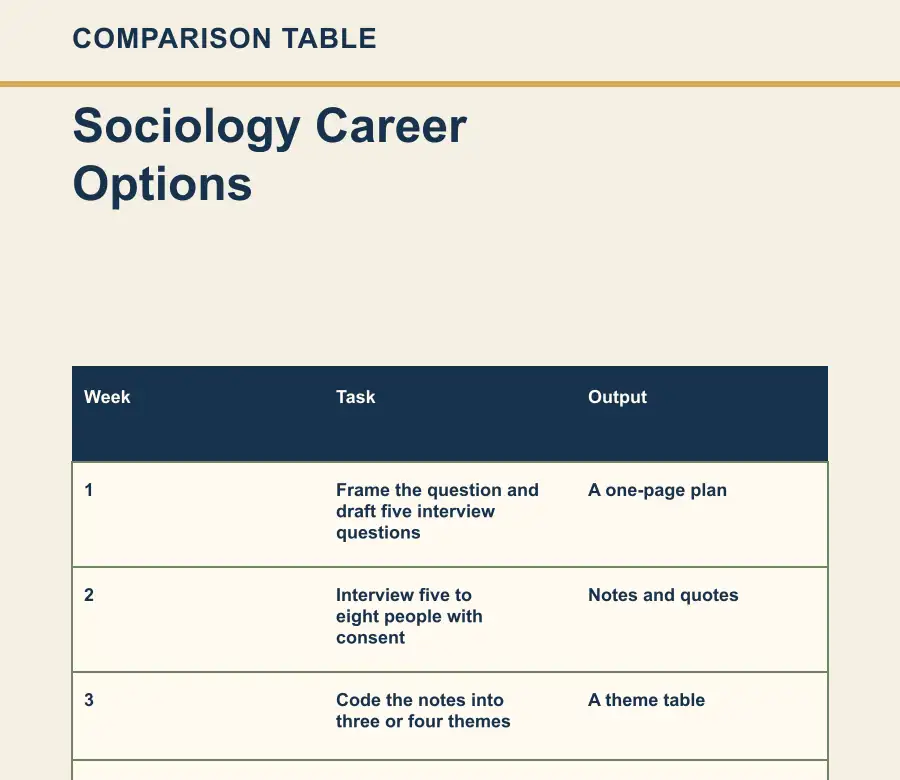 COMPARISON TABLE
Sociology Career
Options
Week Task Output
1 Frame the question and A one-page plan
draft five interview
questions
2 Interview five to Notes and quotes
eight people with
consent
3 Code the notes into A theme table
three or four themes